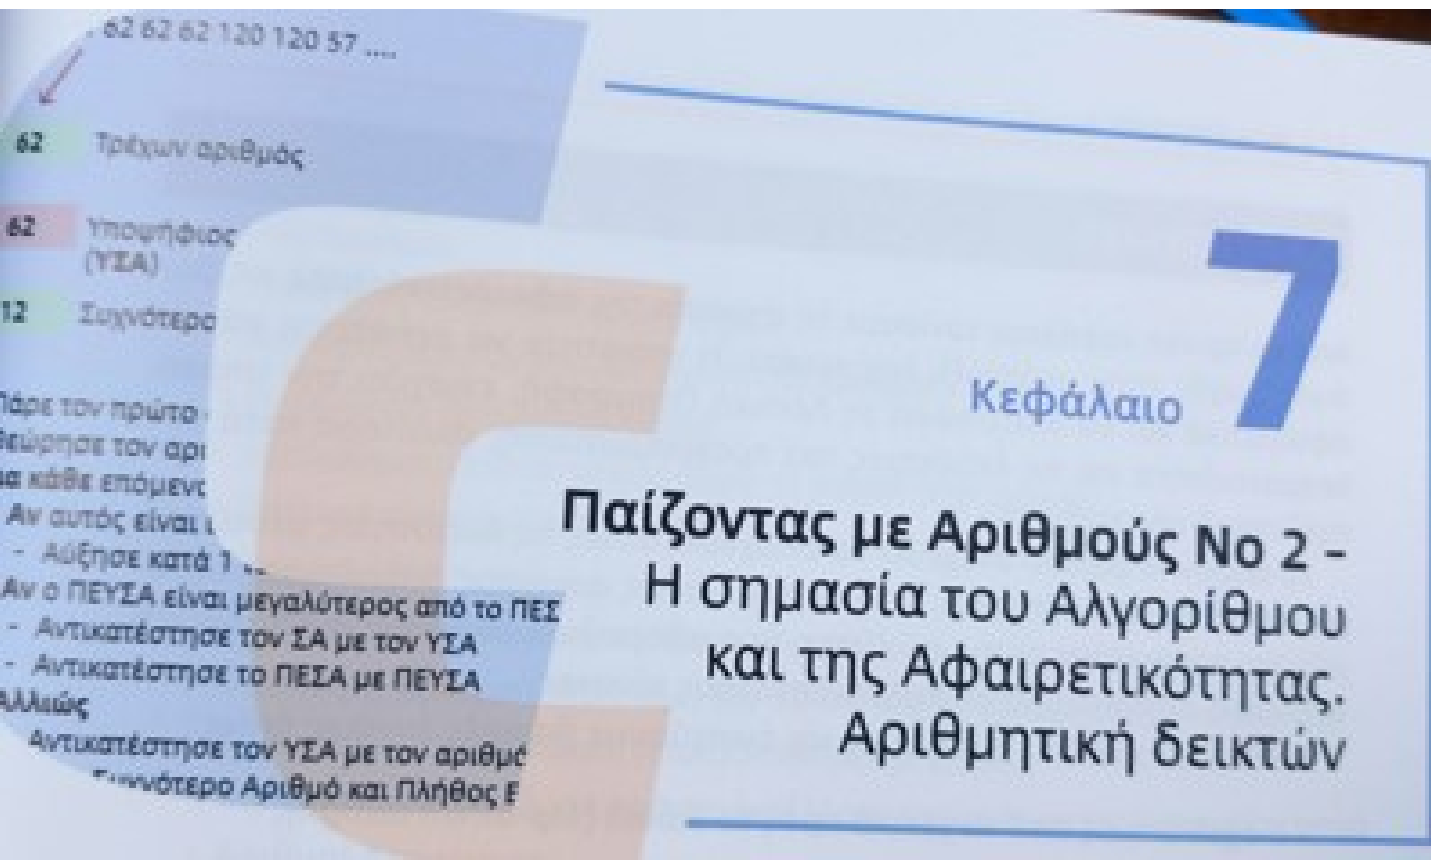 62 62 62 120 120 57 ....
62 Τρέχων αριθμός
62 Υποψήφιος
(ΥΣΑ)
12 Συχνότερο
Πάρε τον πρώτο
θεώρησε τον αρι
ια κάθε επόμενο
Αν αυτός είναι
- Αύξησε κατά 1
Αν ο ΠΕΥΣΑ είναι μεγαλύτερος από το ΠΕΣ
- Αντικατέστησε τον ΣΑ με τον ΥΣΑ
- Αντικατέστησε το ΠΕΣΑ με ΠΕΥΣΑ
Αλλιώς
Αντικατέστησε τον ΥΣΑ με τον αριθμό
Συχνότερο Αριθμό και Πλήθος Ε
7
Κεφάλαιο
Παίζοντας με Αριθμούς Νο 2 –
Η σημασία του Αλγορίθμου
και της Αφαιρετικότητας.
Αριθμητική δεικτών